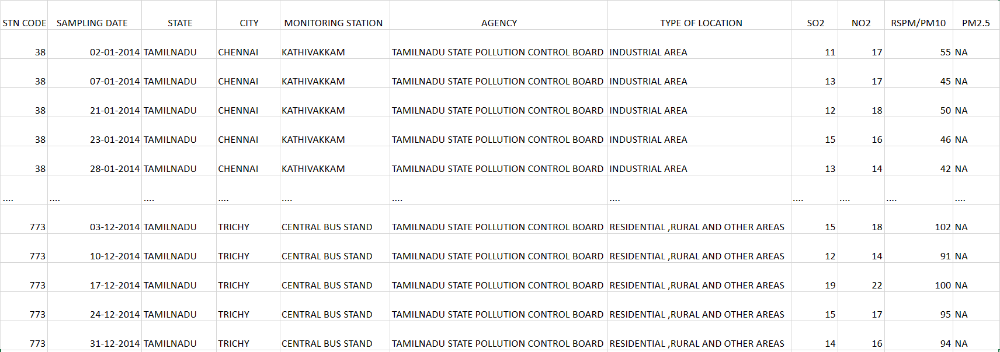 STN CODE SAMPLING DATE STATE CITY MONITORING STATION AGENCY TYPE OF LOCATION SO2 NO2 RSPM/PM10 PM2.5
38 02-01-2014 TAMILNADU CHENNAI KATHIVAKKAM TAMILNADU STATE POLLUTION CONTROL BOARD INDUSTRIAL AREA 11 17 55 NA
38 07-01-2014 TAMILNADU CHENNAI KATHIVAKKAM TAMILNADU STATE POLLUTION CONTROL BOARD INDUSTRIAL AREA 13 17 45 NA
38 21-01-2014 TAMILNADU CHENNAI KATHIVAKKAM TAMILNADU STATE POLLUTION CONTROL BOARD INDUSTRIAL AREA 12 18 50 NA
38 23-01-2014 TAMILNADU CHENNAI KATHIVAKKAM TAMILNADU STATE POLLUTION CONTROL BOARD INDUSTRIAL AREA 15 16 46 NA
38 28-01-2014 TAMILNADU CHENNAI KATHIVAKKAM TAMILNADU STATE POLLUTION CONTROL BOARD INDUSTRIAL AREA 13 14 42 NA
.... .... .... .... .... .... .... .... .... .... ....
773 03-12-2014 TAMILNADU TRICHY CENTRAL BUS STAND TAMILNADU STATE POLLUTION CONTROL BOARD RESIDENTIAL ,RURAL AND OTHER AREAS 15 18 102 NA
773 10-12-2014 TAMILNADU TRICHY CENTRAL BUS STAND TAMILNADU STATE POLLUTION CONTROL BOARD RESIDENTIAL ,RURAL AND OTHER AREAS 12 14 91 NA
773 17-12-2014 TAMILNADU TRICHY CENTRAL BUS STAND TAMILNADU STATE POLLUTION CONTROL BOARD RESIDENTIAL ,RURAL AND OTHER AREAS 19 22 100 NA
773 24-12-2014 TAMILNADU TRICHY CENTRAL BUS STAND TAMILNADU STATE POLLUTION CONTROL BOARD RESIDENTIAL ,RURAL AND OTHER AREAS 15 17 95 NA
773 31-12-2014 TAMILNADU TRICHY CENTRAL BUS STAND TAMILNADU STATE POLLUTION CONTROL BOARD RESIDENTIAL ,RURAL AND OTHER AREAS 14 16 94 NA